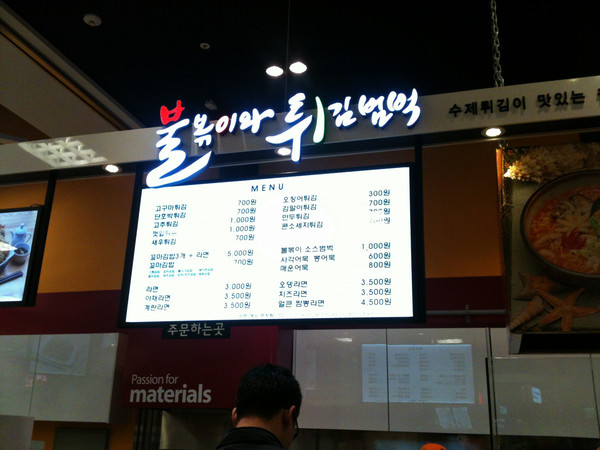 불볶이와 튀김범벅
수제튀김이 맛있는
MENU
고구마튀김 700원
단호박튀김 700원
고추튀김 1,000원
1,000원
새우튀김 700원
꼬마김밥3개 + 라면 5,000원
꼬마김밥 700원
라면 3,000원
야채라면 3,500원
계란라면 3,500원
오징어튀김 300원
김말이튀김 700원
만두튀김
콘소세지튀김
불볶이 소스범벅 1,000원
사각어묵 봉어묵 600원
매운어묵 800원
오뎅라면 3,500원
치즈라면 3,500원
얼큰 짬뽕라면 4,500원
주문하는곳
Passion for
materials